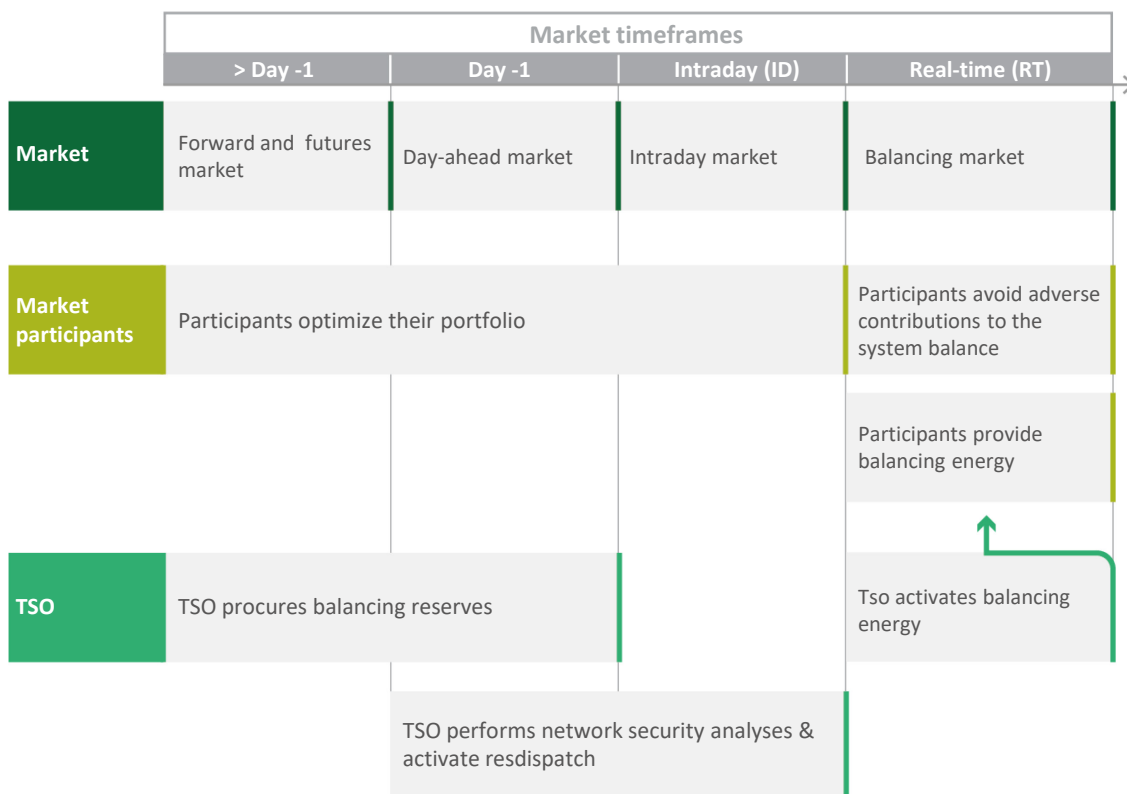 Market timeframes
> Day -1
Day -1
Intraday (ID)
Real-time (RT)
Market
Forward and futures
market
Day-ahead market
Intraday market
Balancing market
Market
participants
Participants optimize their portfolio
Participants avoid adverse
contributions to the
system balance
Participants provide
balancing energy
TSO
TSO procures balancing reserves
Tso activates balancing
energy
TSO performs network security analyses &
activate resdispatch